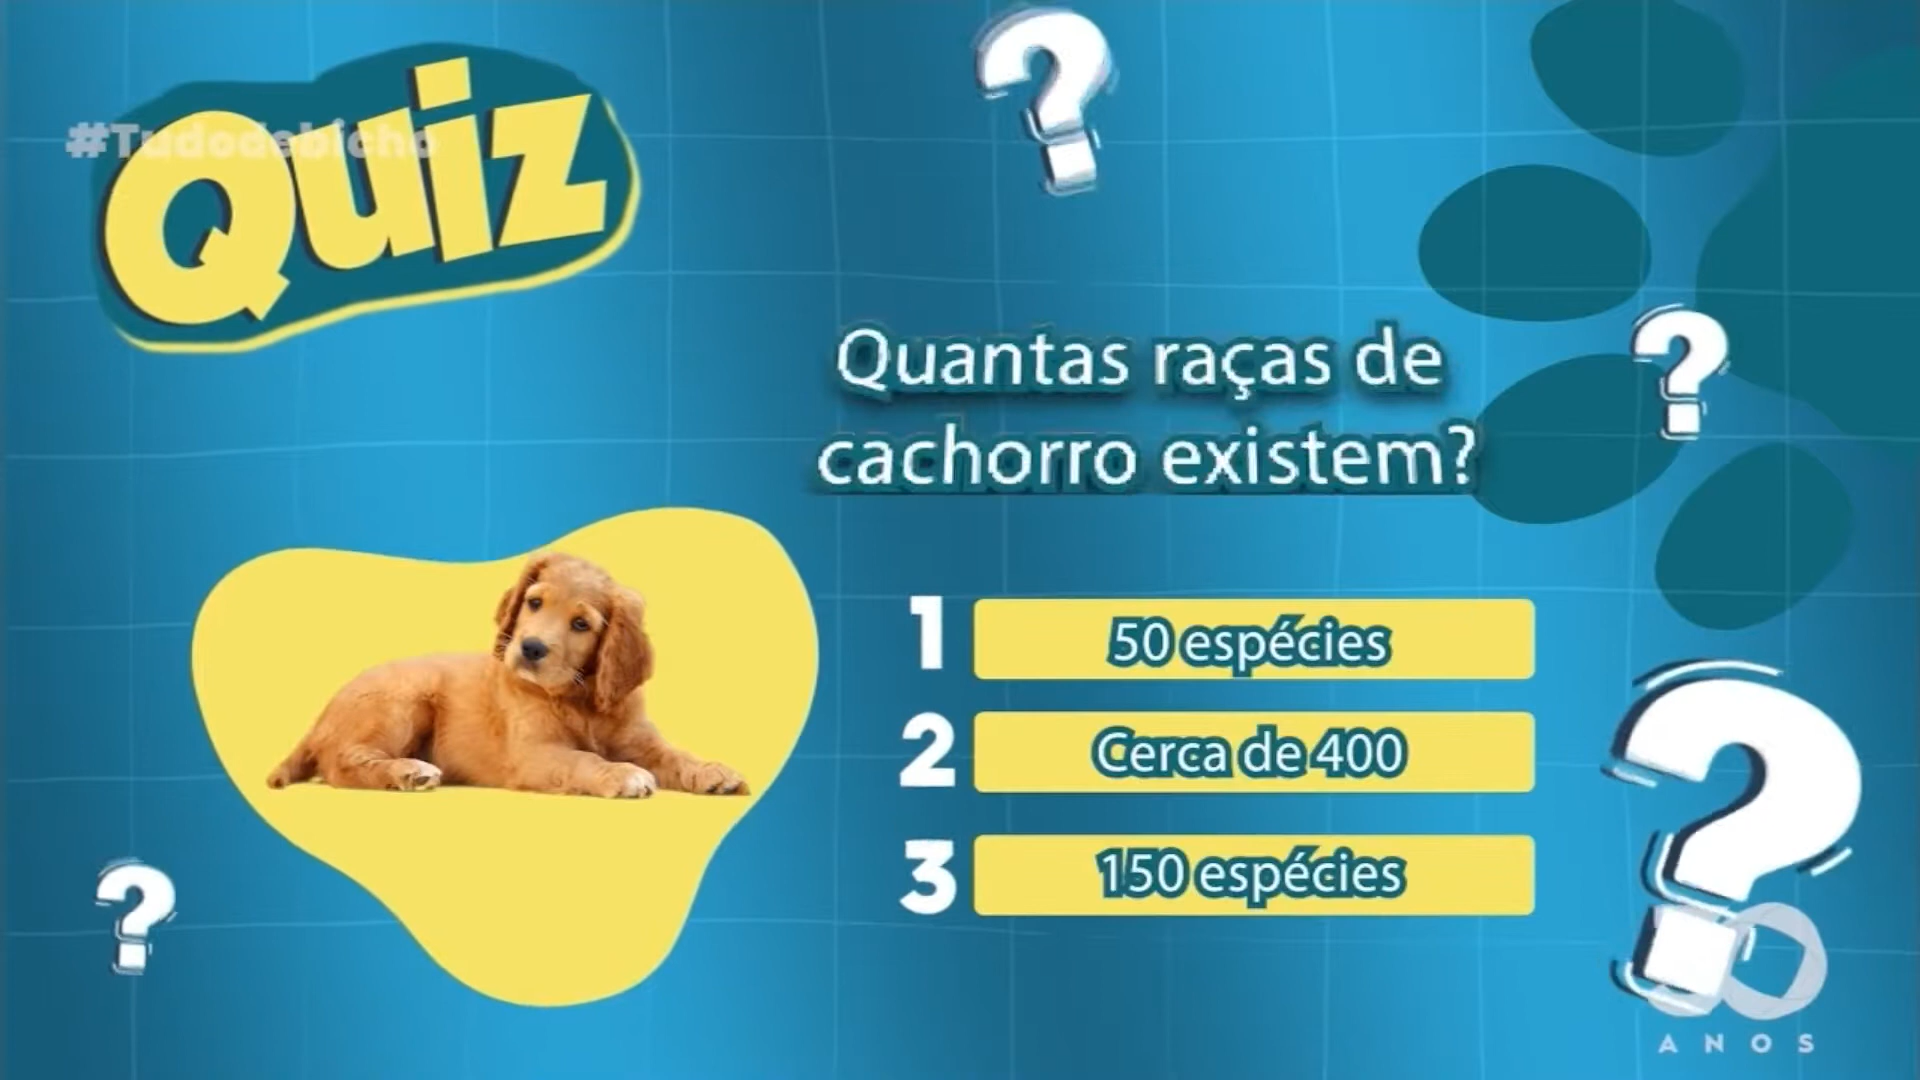 #Tudodebicho
Quiz
Quantas raças de
cachorro existem?
1 50 espécies
2 Cerca de 400
3 150 espécies
ANOS